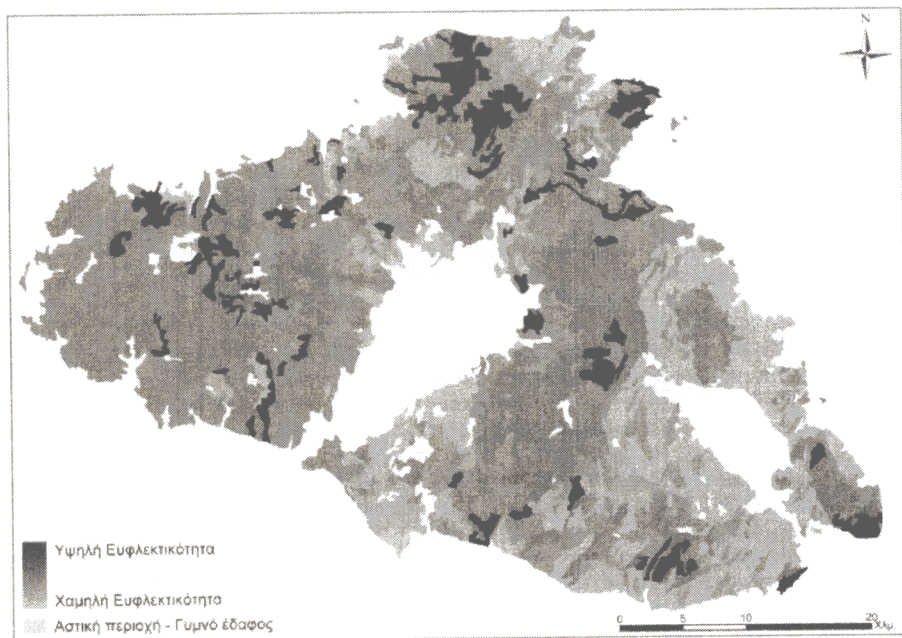 N
Υψηλή Ευφλεκτικότητα
Χαμηλή Ευφλεκτικότητα
Αστική περιοχή - Γυμνό έδαφος
0 5 10 20
Χλμ.